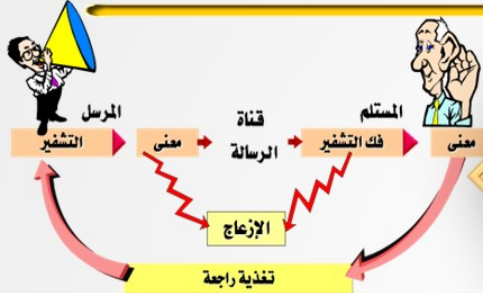 المرسل
قناة
الرسالة
المستلم
التشفير
معنى
فك التشفير
معنى
الإزعاج
تغذية راجعة